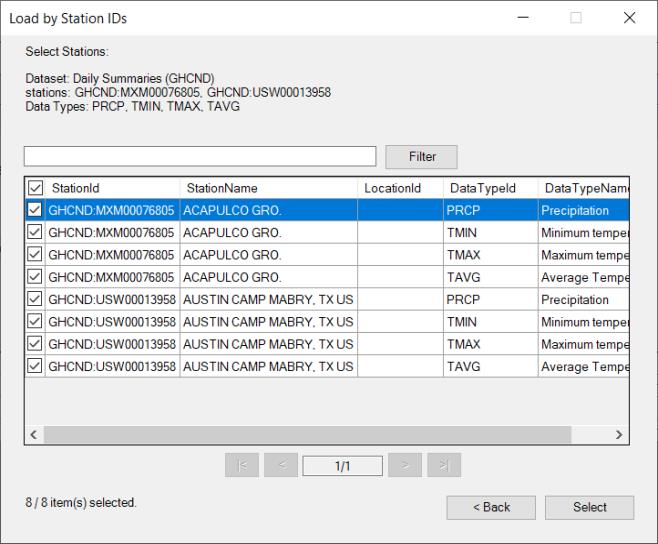 Load by Station IDs
Select Stations:
Dataset: Daily Summaries (GHCND)
stations: GHCND:MXM00076805, GHCND:USW00013958
Data Types: PRCP, TMIN, TMAX, TAVG
Filter
StationId StationName LocationId DataTypeId DataTypeName
GHCND:MXM00076805 ACAPULCO GRO. PRCP Precipitation
GHCND:MXM00076805 ACAPULCO GRO. TMIN Minimum temper
GHCND:MXM00076805 ACAPULCO GRO. TMAX Maximum temper
GHCND:MXM00076805 ACAPULCO GRO. TAVG Average Tempe
GHCND:USW00013958 AUSTIN CAMP MABRY, TX US PRCP Precipitation
GHCND:USW00013958 AUSTIN CAMP MABRY, TX US TMIN Minimum temper
GHCND:USW00013958 AUSTIN CAMP MABRY, TX US TMAX Maximum temper
GHCND:USW00013958 AUSTIN CAMP MABRY, TX US TAVG Average Tempe
|< < 1/1 > >|
8 / 8 item(s) selected.
< Back Select